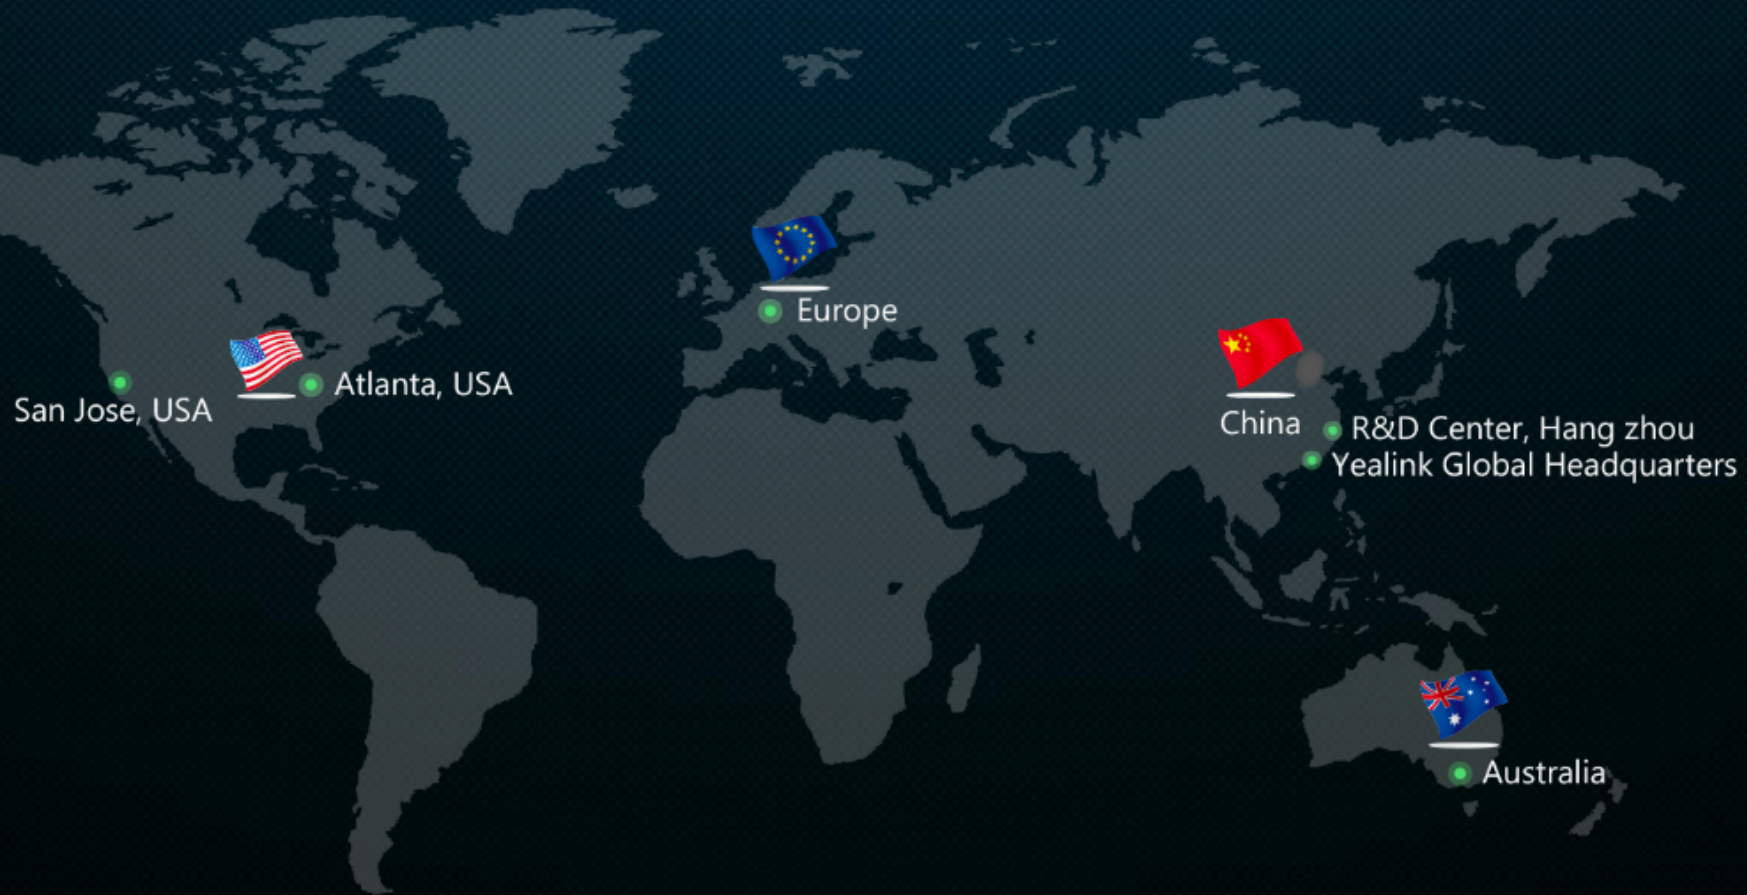 Europe
Atlanta, USA
San Jose, USA
China
R&D Center, Hang zhou
Yealink Global Headquarters
Australia